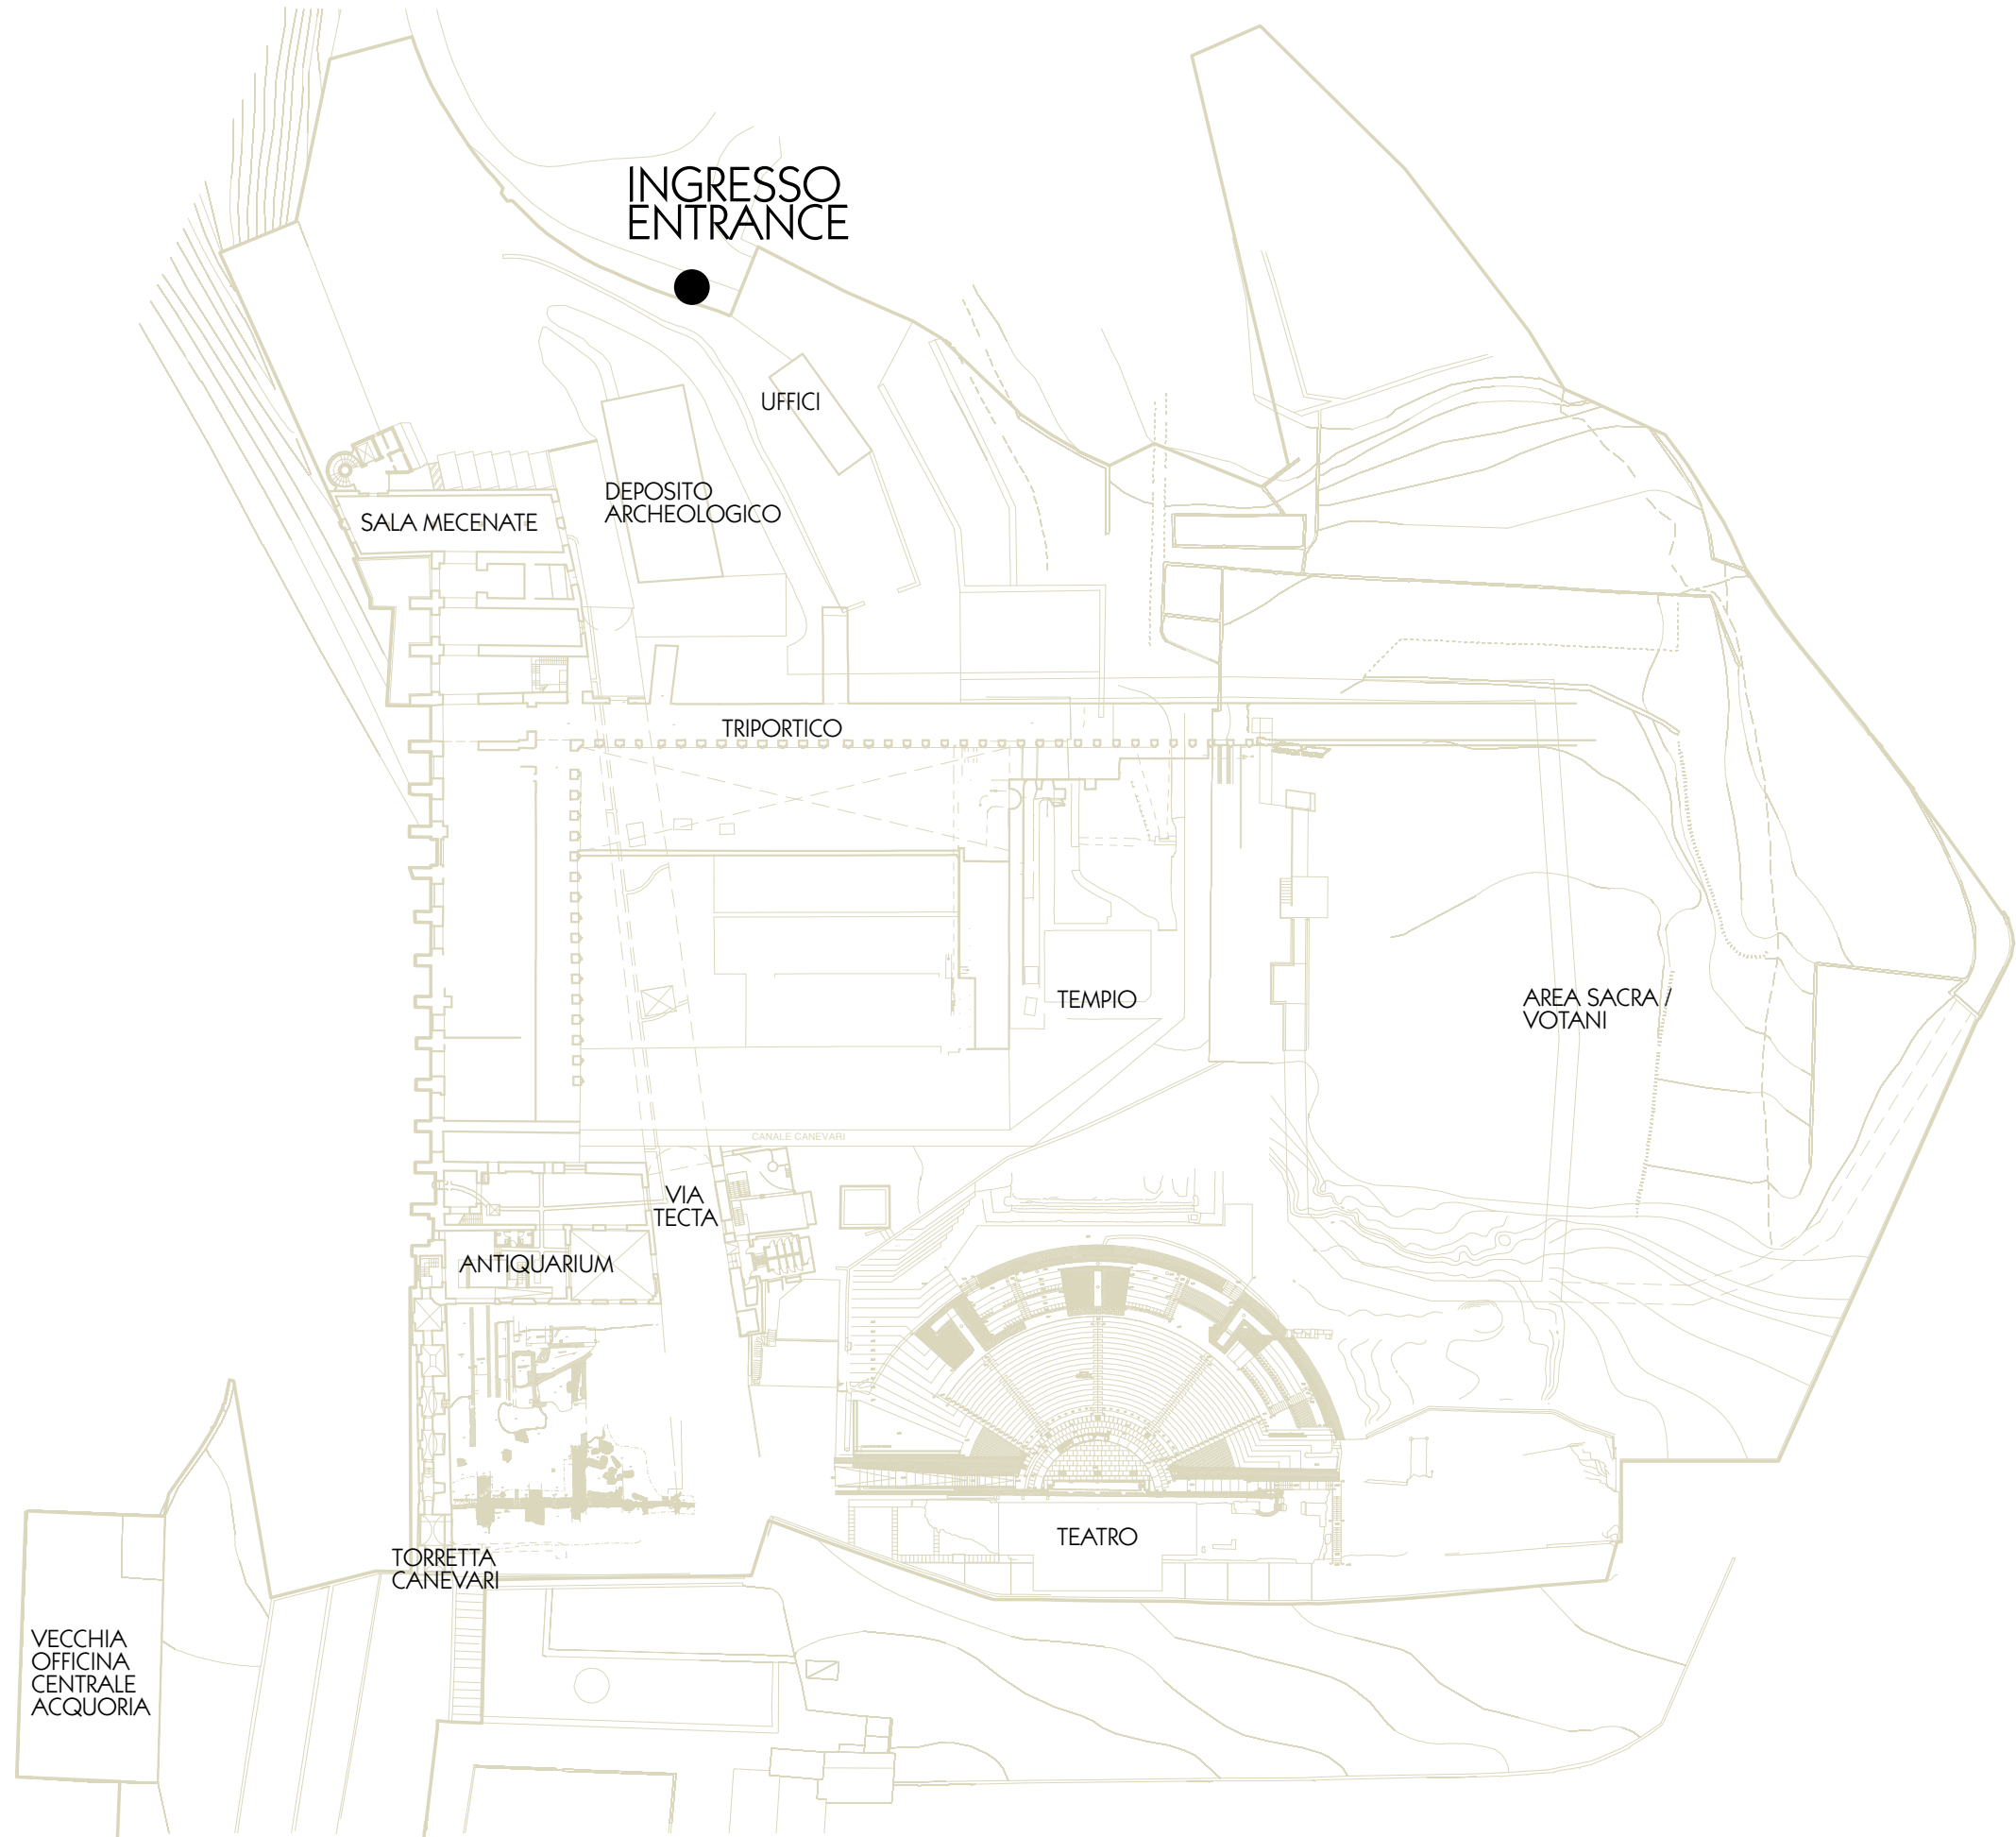 INGRESSO
ENTRANCE
UFFICI
DEPOSITO
ARCHEOLOGICO
SALA MECENATE
TRIPORTICO
TEMPIO
AREA SACRA /
VOTANI
CANALE CANEVARI
VIA
TECTA
ANTIQUARIUM
TEATRO
TORRETTA
CANEVARI
VECCHIA
OFFICINA
CENTRALE
ACQUORIA